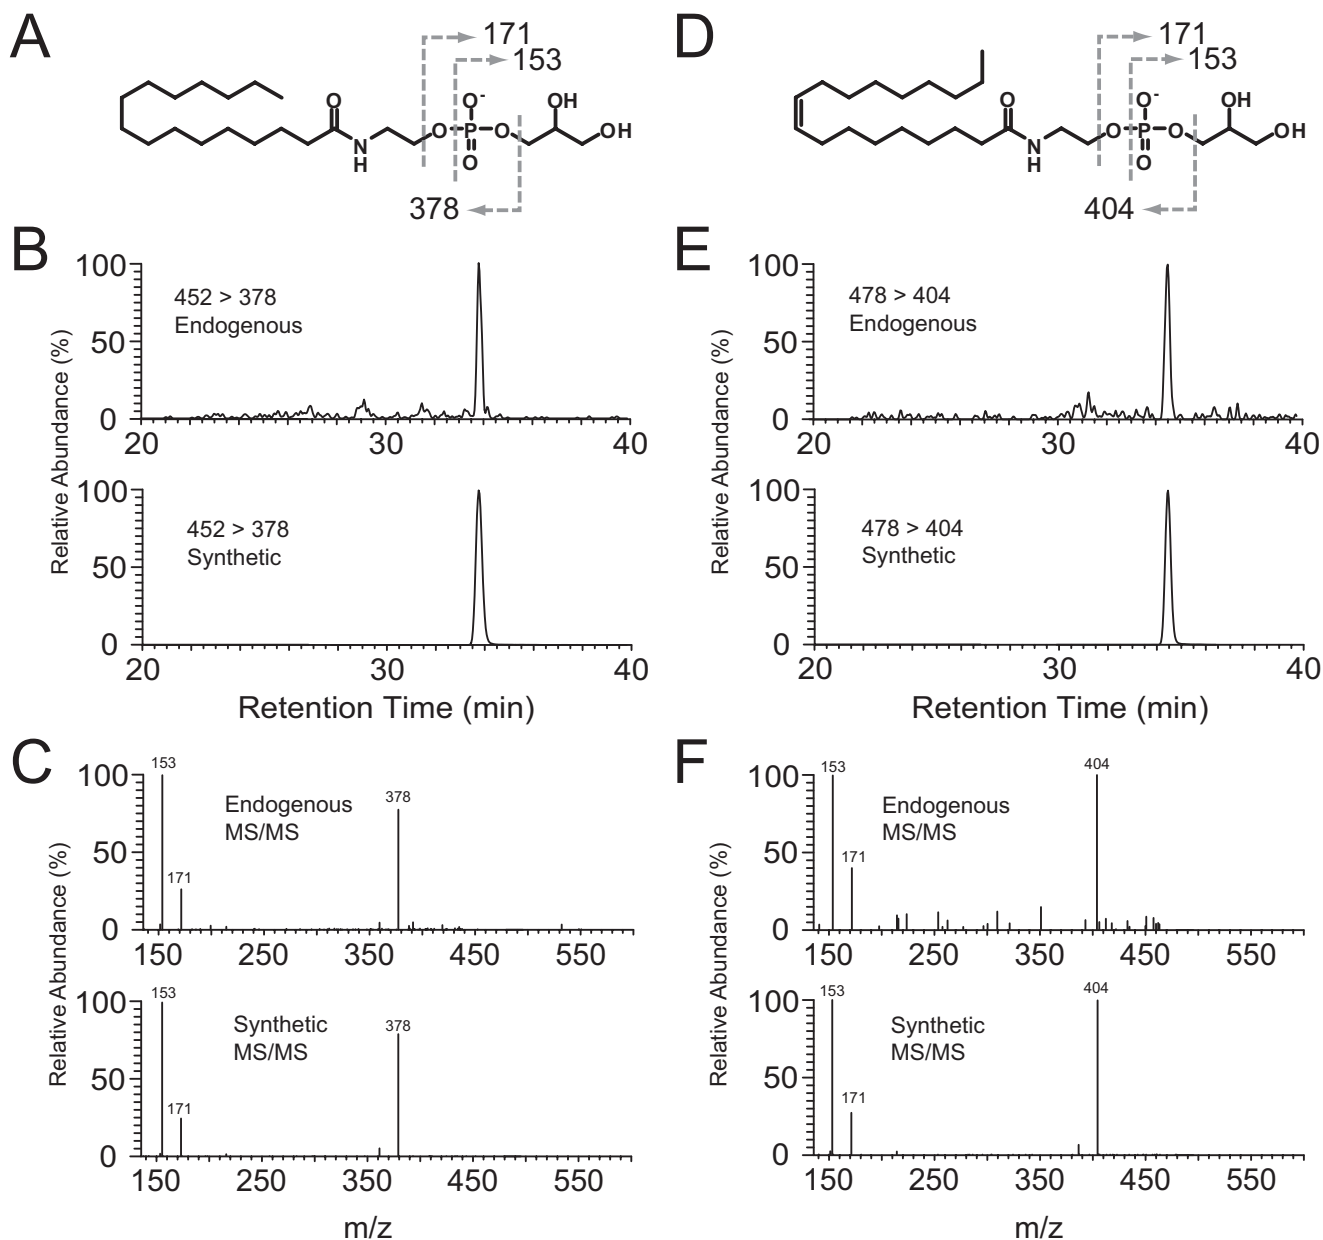 A
171
153
O
O-
OH
O
P
O
OH
N
H
O
378
D
171
153
O
O-
OH
O
P
O
OH
N
H
O
404
B
Relative Abundance (%)
100
50
0
452 > 378
Endogenous
20 30 40
100
50
0
452 > 378
Synthetic
20 30 40
Retention Time (min)
E
Relative Abundance (%)
100
50
0
478 > 404
Endogenous
20 30 40
100
50
0
478 > 404
Synthetic
20 30 40
Retention Time (min)
C
Relative Abundance (%)
100
50
0
153
171
378
Endogenous
MS/MS
150 250 350 450 550
100
50
0
153
171
378
Synthetic
MS/MS
150 250 350 450 550
m/z
F
Relative Abundance (%)
100
50
0
153
171
404
Endogenous
MS/MS
150 250 350 450 550
100
50
0
153
171
404
Synthetic
MS/MS
150 250 350 450 550
m/z